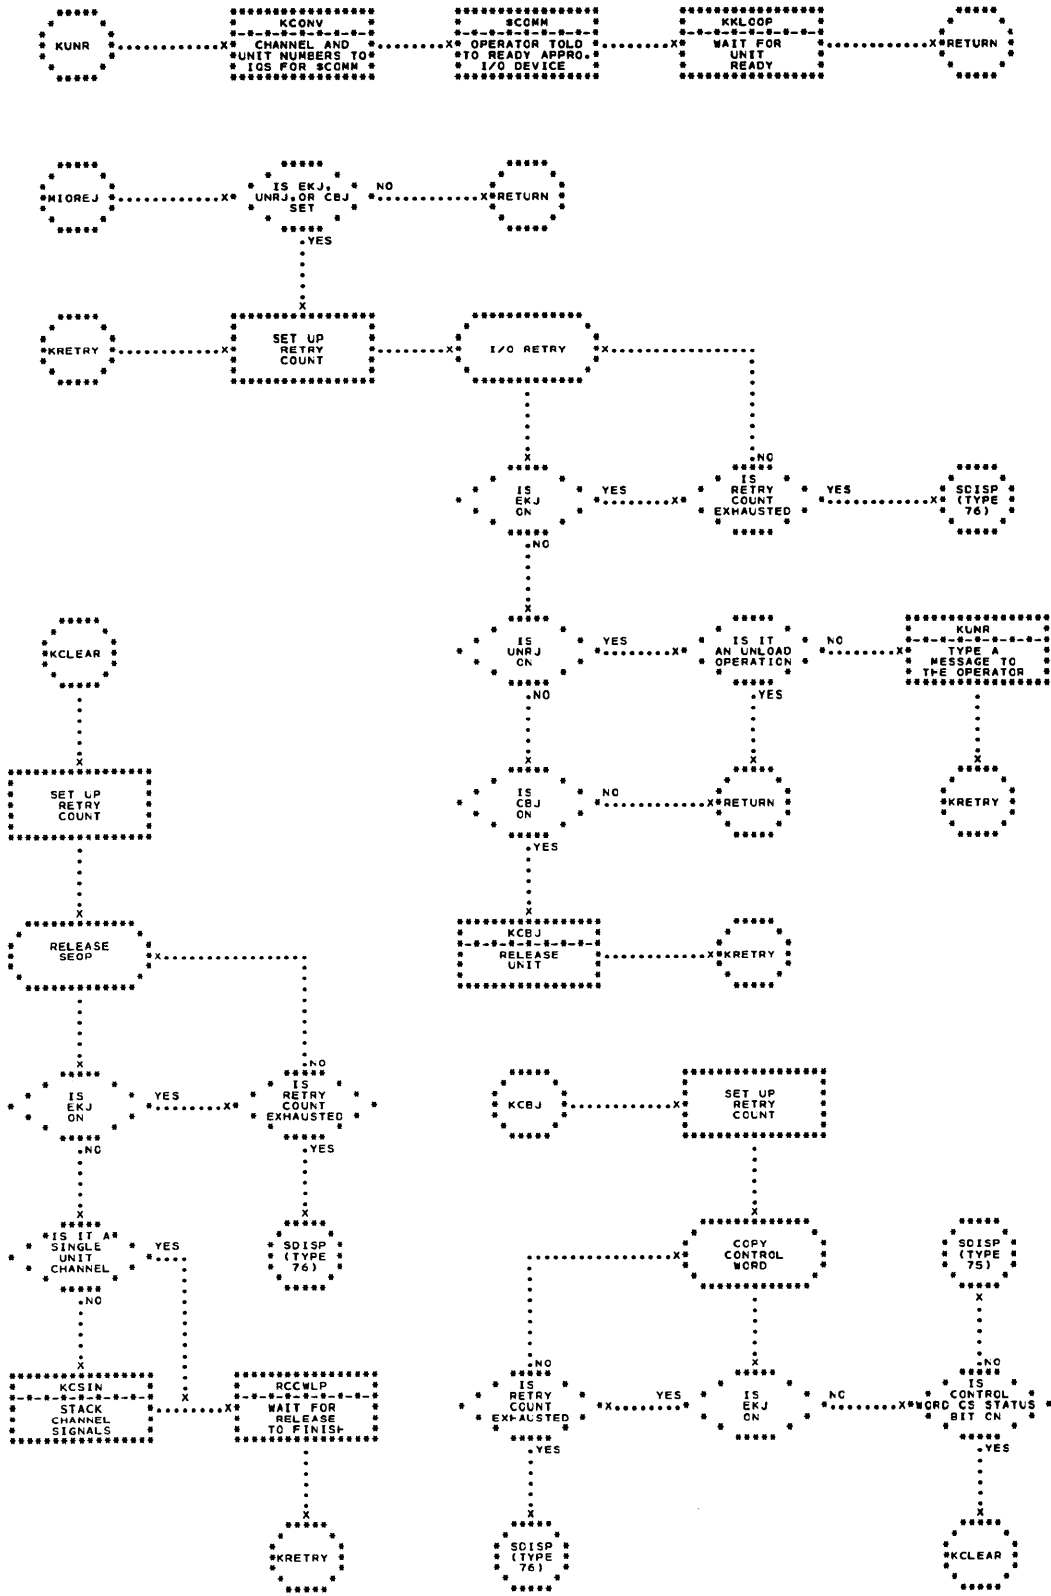 KUNR
KCONV
CHANNEL AND
UNIT NUMBERS TO
IQS FOR $COMM
$COMM
OPERATOR TOLD
TO READY APPRO.
I/O DEVICE
KKLOOP
WAIT FOR
UNIT
READY
RETURN
MIOREJ
IS EKJ,
UNRJ,OR CBJ
SET
NO
RETURN
YES
KRETRY
SET UP
RETRY
COUNT
I/O RETRY
NO
IS
EKJ
ON
YES
IS
RETRY
COUNT
EXHAUSTED
YES
SDISP
(TYPE
76)
NO
KCLEAR
IS
UNRJ
ON
YES
IS IT
AN UNLOAD
OPERATION
NO
KUNR
TYPE A
MESSAGE TO
THE OPERATOR
NO
YES
SET UP
RETRY
COUNT
IS
CBJ
ON
NO
RETURN
KRETRY
YES
RELEASE
SEOP
KCBJ
RELEASE
UNIT
KRETRY
NO
IS
EKJ
ON
YES
IS
RETRY
COUNT
EXHAUSTED
KCBJ
SET UP
RETRY
COUNT
NO
YES
IS IT A
SINGLE
UNIT
CHANNEL
YES
SDISP
(TYPE
76)
COPY
CONTROL
WORD
SDISP
(TYPE
75)
NO
NO
NO
KCSIN
STACK
CHANNEL
SIGNALS
RCCWLP
WAIT FOR
RELEASE
TO FINISH
IS
RETRY
COUNT
EXHAUSTED
YES
IS
EKJ
ON
NO
IS
CONTROL
WORD CS STATUS
BIT ON
YES
YES
KRETRY
SDISP
(TYPE
76)
KCLEAR